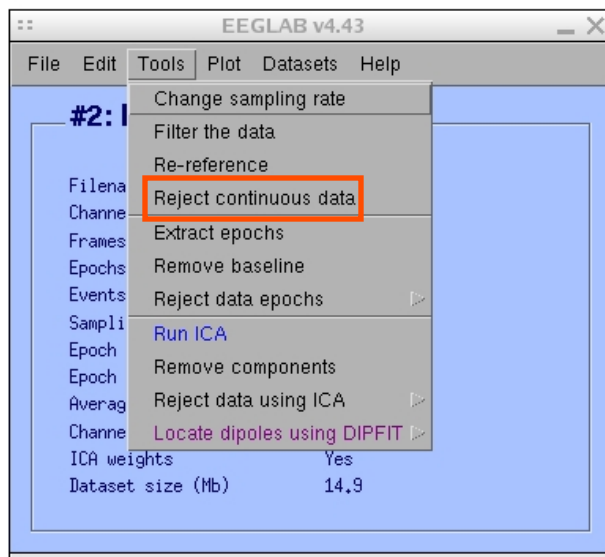 EEGLAB v4.43
File Edit Tools Plot Datasets Help
#2:
Change sampling rate
Filter the data
Re-reference
Filena
Reject continuous data
Channe
Frames
Extract epochs
Epochs
Remove baseline
Events
Reject data epochs
Sampli
Run ICA
Epoch
Remove components
Epoch
Averag
Reject data using ICA
Channe
Locate dipoles using DIPFIT
ICA weights Yes
Dataset size (Mb) 14.9